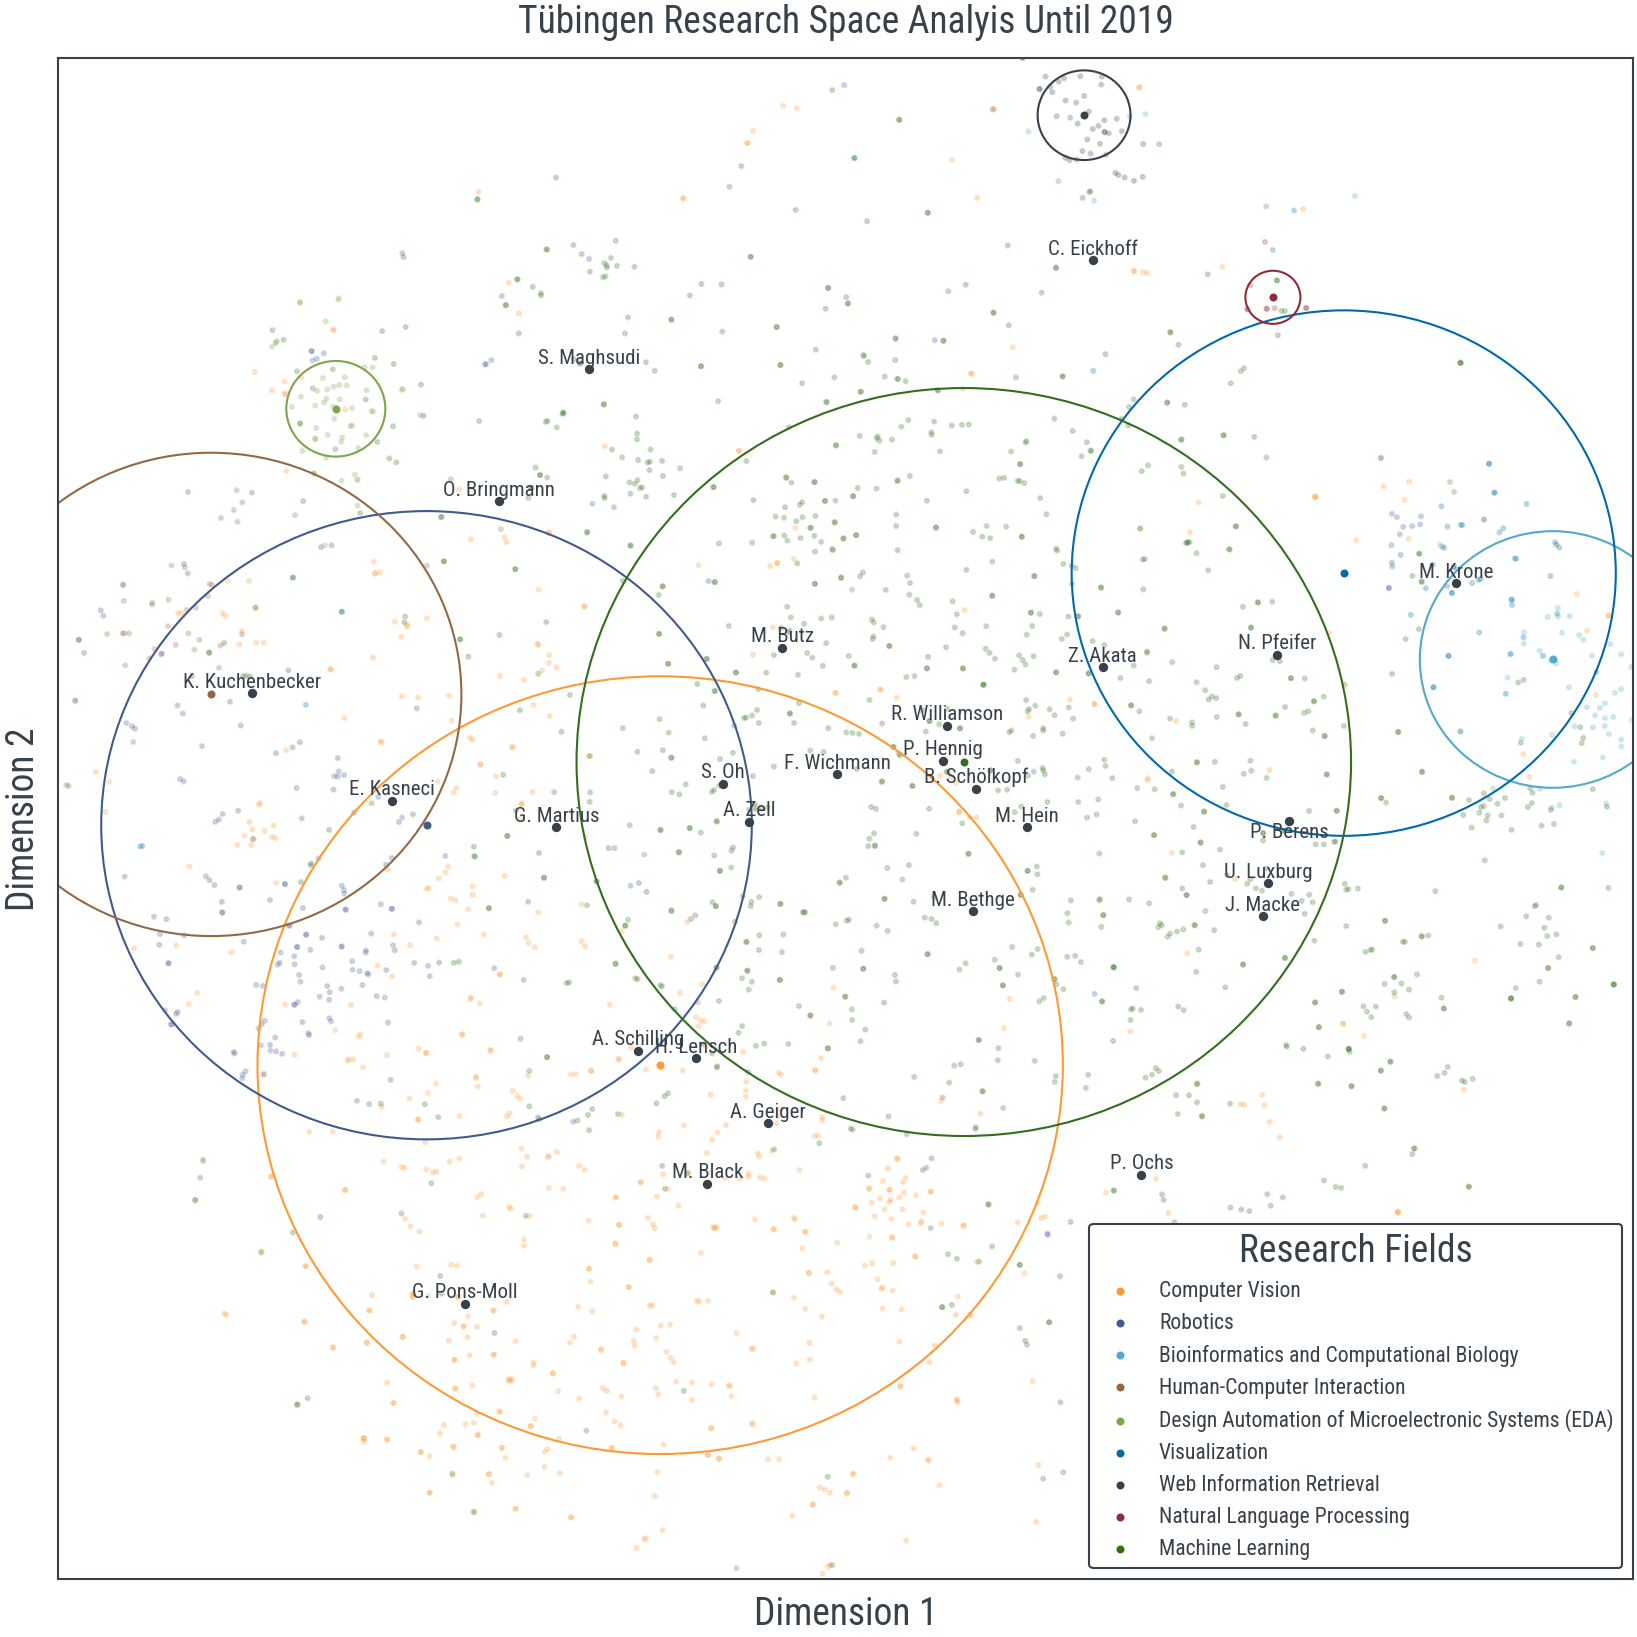 Tübingen Research Space Analyis Until 2019
C. Eickhoff
S. Maghsudi
O. Bringmann
M. Krone
M. Butz
N. Pfeifer
Z. Akata
K. Kuchenbecker
R. Williamson
P. Hennig
F. Wichmann
S. Oh
B. Schölkopf
E. Kasneci
A. Zell
G. Martius
M. Hein
P. Berens
U. Luxburg
M. Bethge
J. Macke
A. Schilling
H. Lensch
A. Geiger
P. Ochs
M. Black
G. Pons-Moll
Research Fields
Computer Vision
Robotics
Bioinformatics and Computational Biology
Human-Computer Interaction
Design Automation of Microelectronic Systems (EDA)
Visualization
Web Information Retrieval
Natural Language Processing
Machine Learning
Dimension 2
Dimension 1